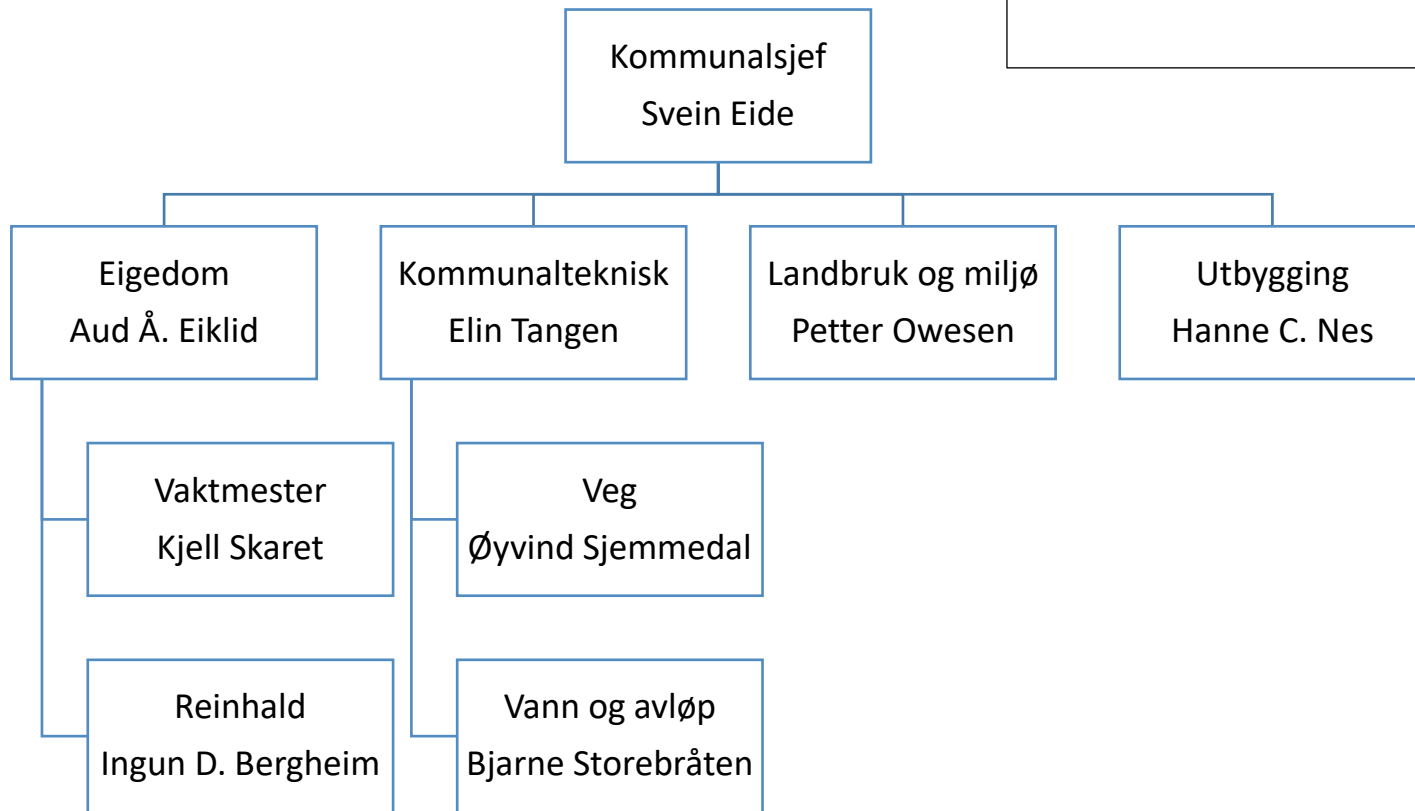 Kommunalsjef
Svein Eide
Eigedom
Aud Å. Eiklid
Kommunalteknisk
Elin Tangen
Landbruk og miljø
Petter Owesen
Utbygging
Hanne C. Nes
Vaktmester
Kjell Skaret
Veg
Øyvind Sjemmedal
Reinhald
Ingun D. Bergheim
Vann og avløp
Bjarne Storebråten